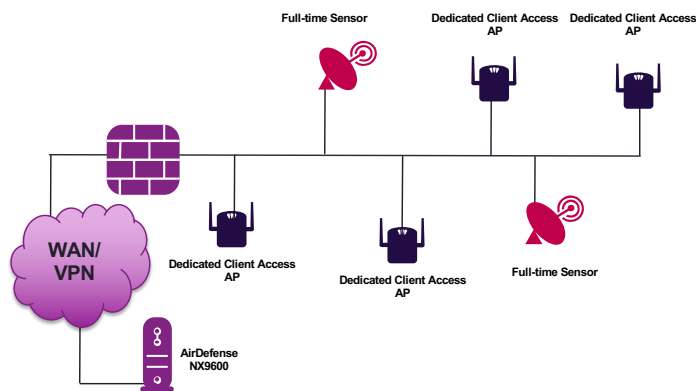 Full-time Sensor
Dedicated Client Access
AP
Dedicated Client Access
AP
Dedicated Client Access
AP
Dedicated Client Access
AP
Full-time Sensor
WAN/
VPN
AirDefense
NX9600